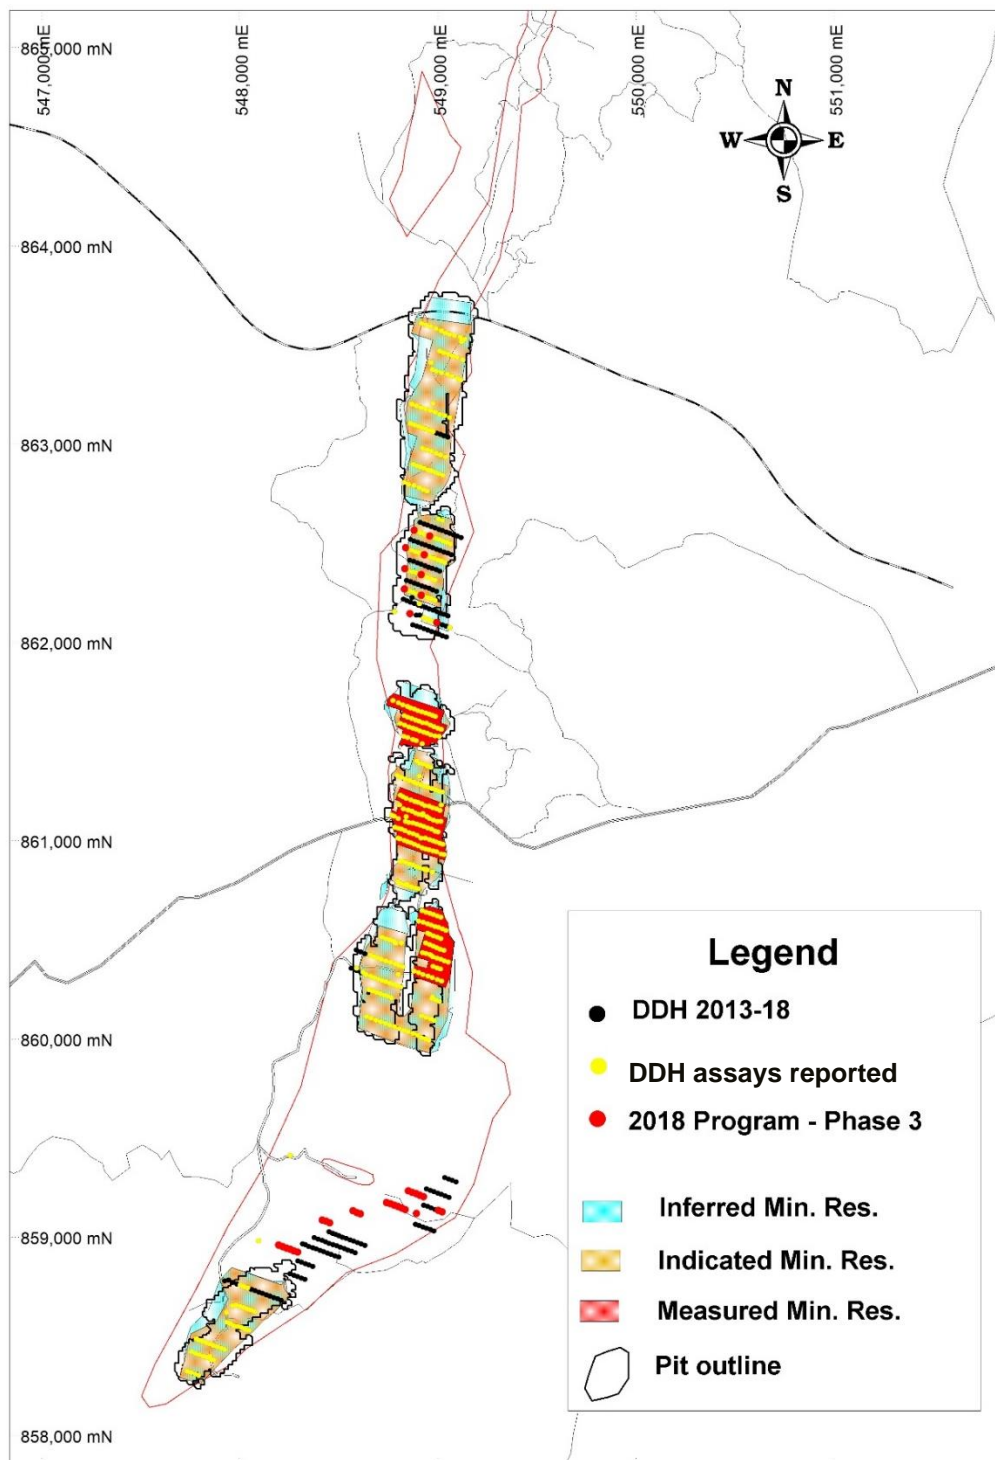 865,000 mN
547,000 mE
548,000 mE
549,000 mE
550,000 mE
551,000 mE
N
W E
S
864,000 mN
863,000 mN
862,000 mN
861,000 mN
860,000 mN
859,000 mN
858,000 mN
Legend
DDH 2013-18
DDH assays reported
2018 Program - Phase 3
Inferred Min. Res.
Indicated Min. Res.
Measured Min. Res.
Pit outline